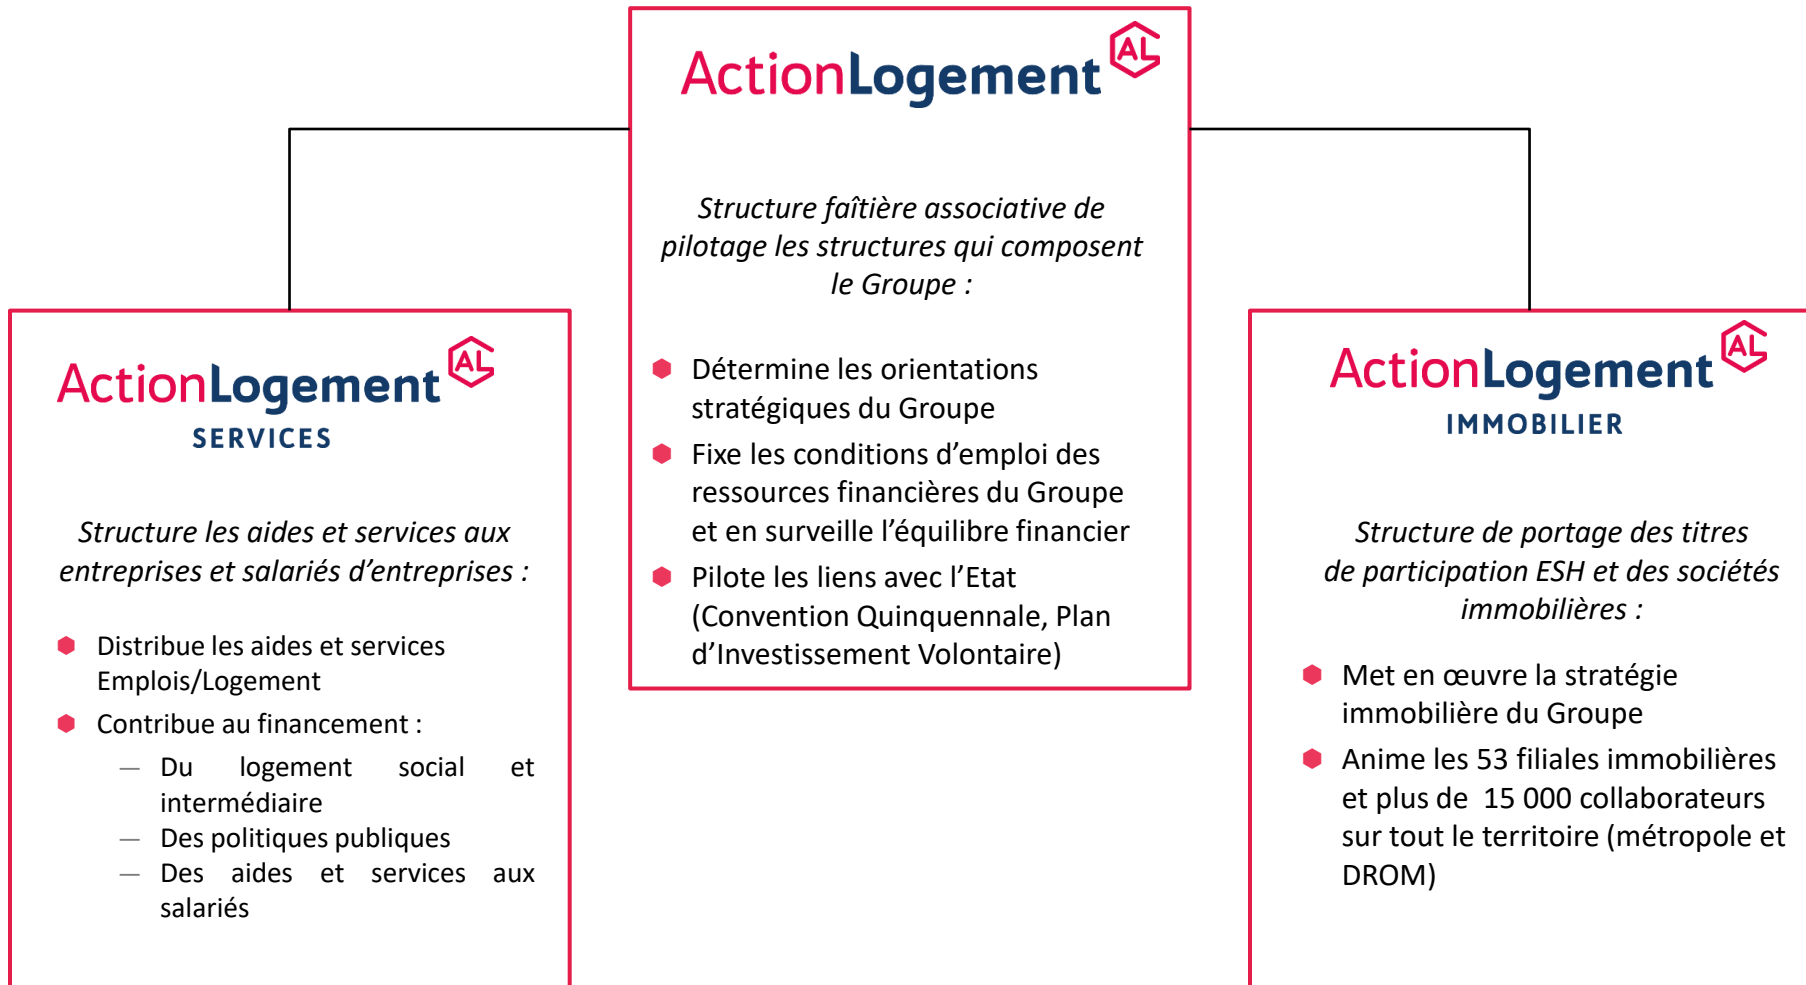 ActionLogement AL
Structure faîtière associative de
pilotage les structures qui composent
le Groupe :
Détermine les orientations
stratégiques du Groupe
Fixe les conditions d’emploi des
ressources financières du Groupe
et en surveille l’équilibre financier
Pilote les liens avec l’Etat
(Convention Quinquennale, Plan
d’Investissement Volontaire)
ActionLogement AL
SERVICES
Structure les aides et services aux
entreprises et salariés d’entreprises :
Distribue les aides et services
Emplois/Logement
Contribue au financement :
— Du logement social et
intermédiaire
— Des politiques publiques
— Des aides et services aux
salariés
ActionLogement AL
IMMOBILIER
Structure de portage des titres
de participation ESH et des sociétés
immobilières :
Met en œuvre la stratégie
immobilière du Groupe
Anime les 53 filiales immobilières
et plus de 15 000 collaborateurs
sur tout le territoire (métropole et
DROM)